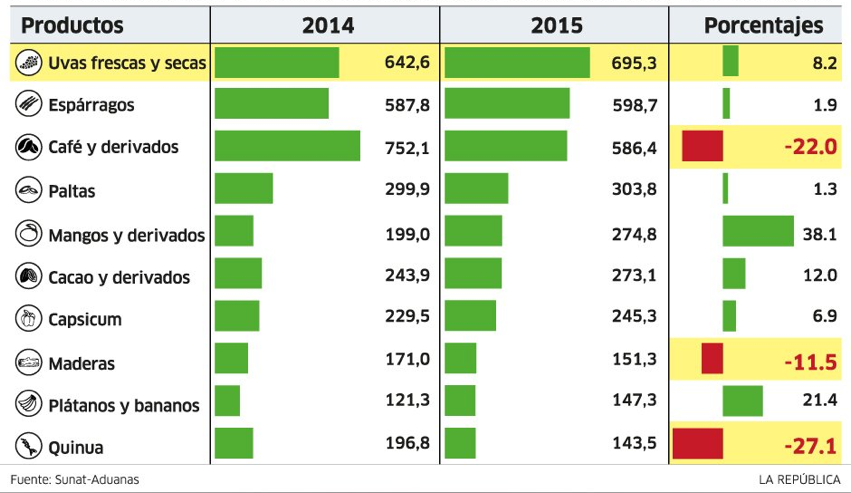 Productos 2014 2015 Porcentajes
Uvas frescas y secas 642,6 695,3 8.2
Espárragos 587,8 598,7 1.9
Café y derivados 752,1 586,4 -22.0
Paltas 299,9 303,8 1.3
Mangos y derivados 199,0 274,8 38.1
Cacao y derivados 243,9 273,1 12.0
Capsicum 229,5 245,3 6.9
Maderas 171,0 151,3 -11.5
Plátanos y bananos 121,3 147,3 21.4
Quinua 196,8 143,5 -27.1
Fuente: Sunat-Aduanas LA REPÚBLICA